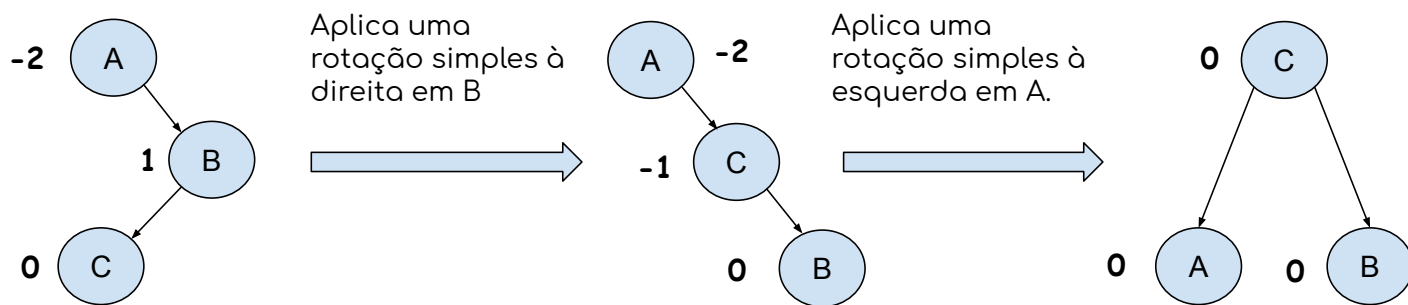 -2
A
1
B
0
C
Aplica uma
rotação simples à
direita em B
A
-2
-1
C
0
B
Aplica uma
rotação simples à
esquerda em A.
0
C
0
A
0
B